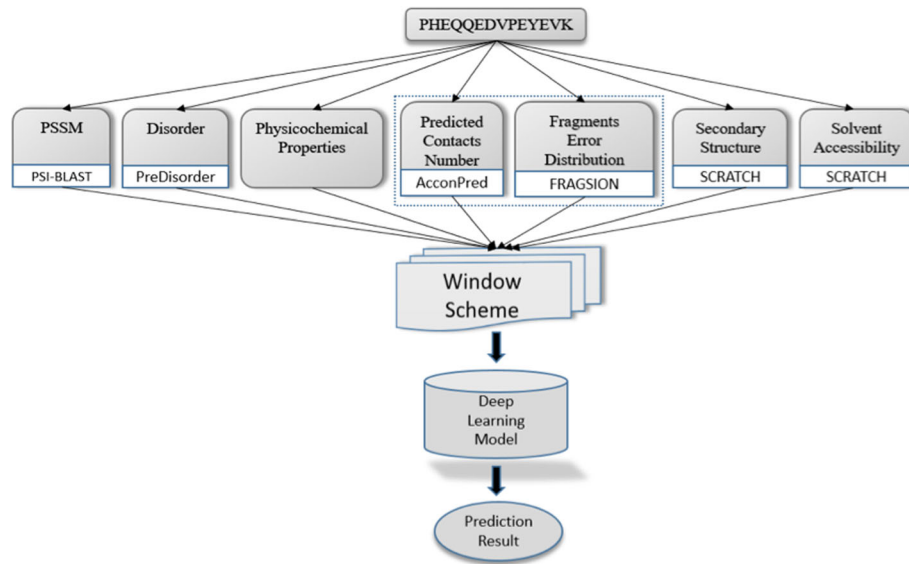 PHEQQEDVPEYEVK
PSSM
PSI-BLAST
Disorder
PreDisorder
Physicochemical
Properties
Predicted
Contacts
Number
AcconPred
Fragments
Error
Distribution
FRAGSION
Secondary
Structure
SCRATCH
Solvent
Accessibility
SCRATCH
Window
Scheme
Deep
Learning
Model
Prediction
Result